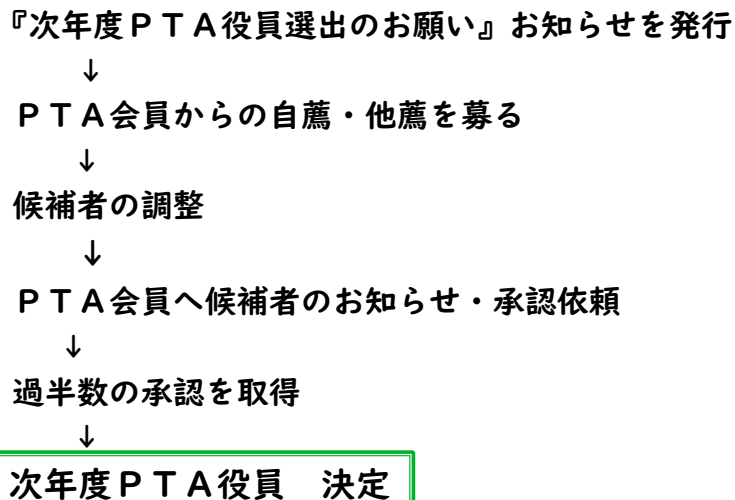 『次年度ＰＴＡ役員選出のお願い』お知らせを発行
↓
ＰＴＡ会員からの自薦・他薦を募る
↓
候補者の調整
↓
ＰＴＡ会員へ候補者のお知らせ・承認依頼
↓
過半数の承認を取得
↓
次年度ＰＴＡ役員　決定